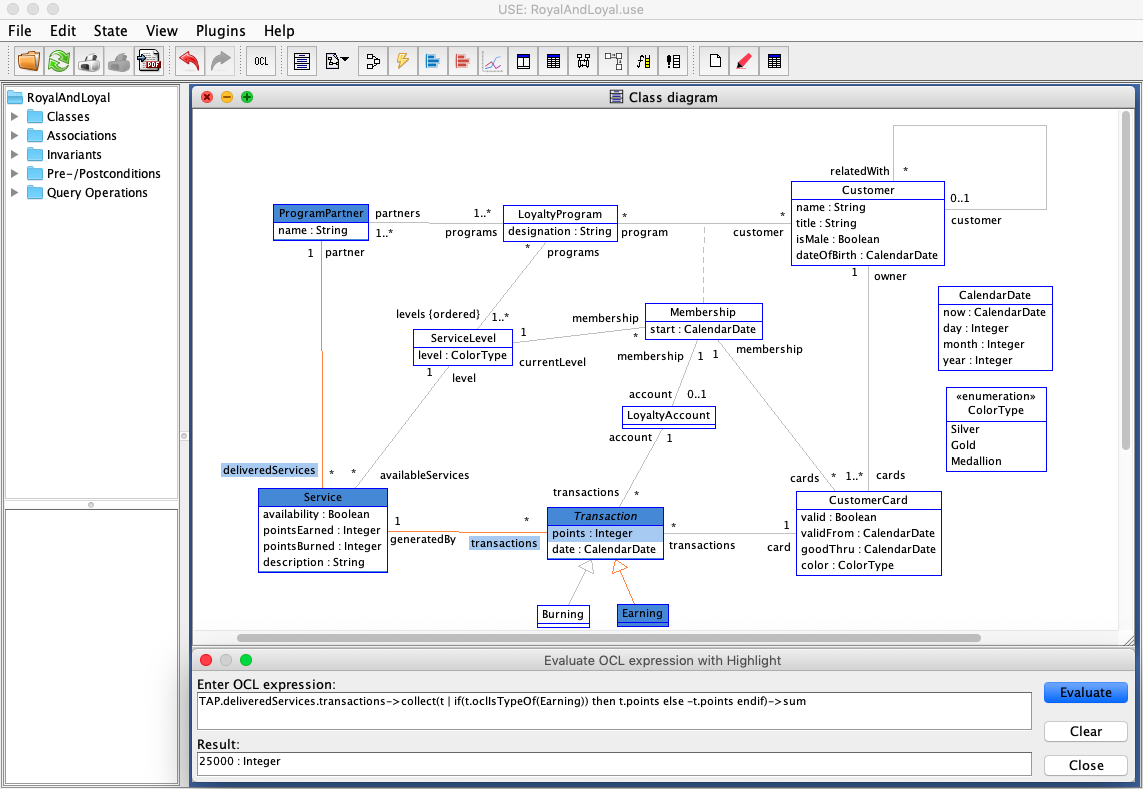 USE: RoyalAndLoyal.use
File Edit State View Plugins Help
PDF
OCL
RoyalAndLoyal
Classes
Associations
Invariants
Pre-/Postconditions
Query Operations
Class diagram
relatedWith *
Customer
name : String
title : String
isMale : Boolean
dateOfBirth : CalendarDate
0..1
customer
ProgramPartner
name : String
partners 1..*
1..* programs
LoyaltyProgram
designation : String
* *
program customer
1 partner
* programs
1 owner
levels {ordered} 1..*
ServiceLevel
level : ColorType
1 membership
currentLevel *
Membership
start : CalendarDate
CalendarDate
now : CalendarDate
day : Integer
month : Integer
year : Integer
1 level
membership 1 1 membership
account 0..1
LoyaltyAccount
account 1
«enumeration»
ColorType
Silver
Gold
Medallion
deliveredServices * * availableServices
transactions *
cards * 1..* cards
Service
availability : Boolean
pointsEarned : Integer
pointsBurned : Integer
description : String
1 *
generatedBy transactions
Transaction
points : Integer
date : CalendarDate
* 1
transactions card
CustomerCard
valid : Boolean
validFrom : CalendarDate
goodThru : CalendarDate
color : ColorType
Burning
Earning
Evaluate OCL expression with Highlight
Enter OCL expression:
TAP.deliveredServices.transactions->collect(t | if(t.oclIsTypeOf(Earning)) then t.points else -t.points endif)->sum
Evaluate
Clear
Result:
25000 : Integer
Close